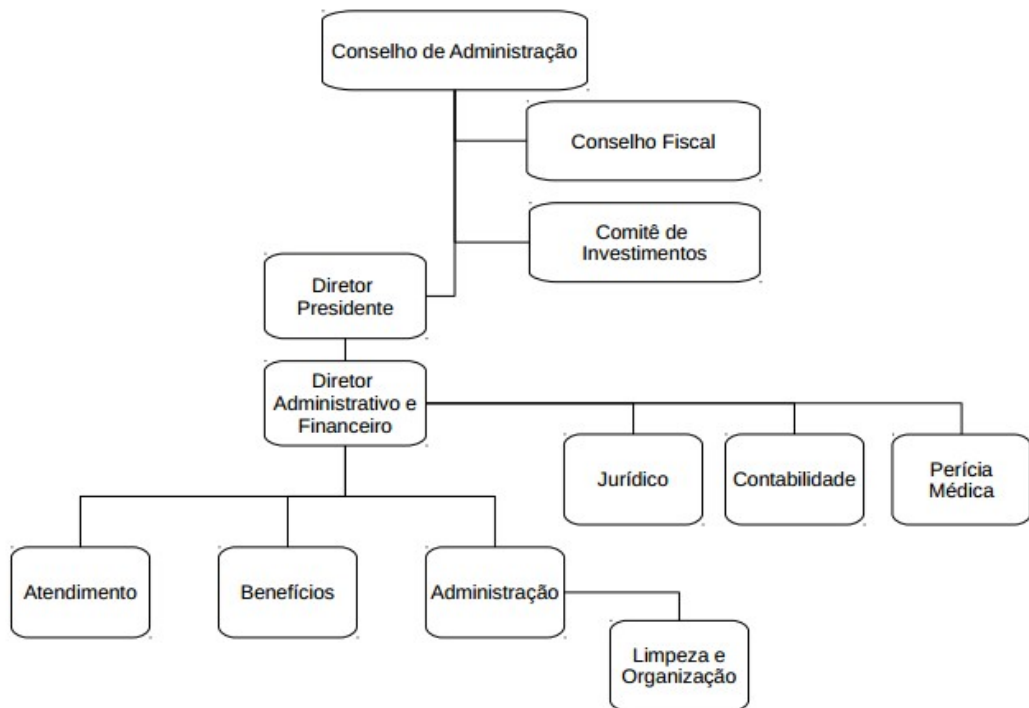 Conselho de Administração
Conselho Fiscal
Comitê de
Investimentos
Diretor
Presidente
Diretor
Administrativo e
Financeiro
Jurídico
Contabilidade
Perícia
Médica
Atendimento
Benefícios
Administração
Limpeza e
Organização